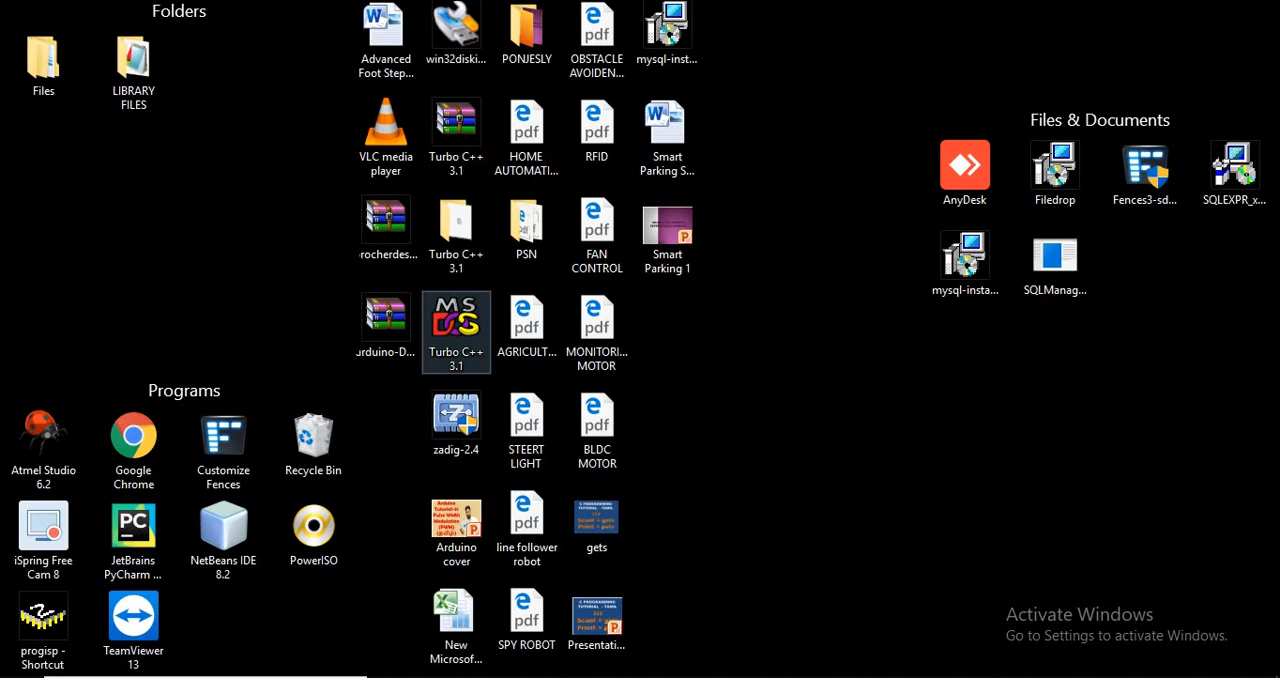 Folders
Files
LIBRARY
FILES
Programs
Atmel Studio
6.2
Google
Chrome
Customize
Fences
Recycle Bin
iSpring Free
Cam 8
JetBrains
PyCharm ...
NetBeans IDE
8.2
PowerISO
progisp -
Shortcut
TeamViewer
13
Advanced
Foot Step...
win32diski...
PONJESLY
OBSTACLE
AVOIDEN...
mysql-inst...
VLC media
player
Turbo C++
3.1
HOME
AUTOMATI...
RFID
Smart
Parking S...
rocherdes...
Turbo C++
3.1
PSN
FAN
CONTROL
Smart
Parking 1
urduino-D...
Turbo C++
3.1
AGRICULT...
MONITORI...
MOTOR
zadig-2.4
STEERT
LIGHT
BLDC
MOTOR
Arduino
cover
line follower
robot
gets
New
Microsof...
SPY ROBOT
Presentati...
Files & Documents
AnyDesk
Filedrop
Fences3-sd...
SQLEXPR_x...
mysql-insta...
SQLManag...
Activate Windows
Go to Settings to activate Windows.